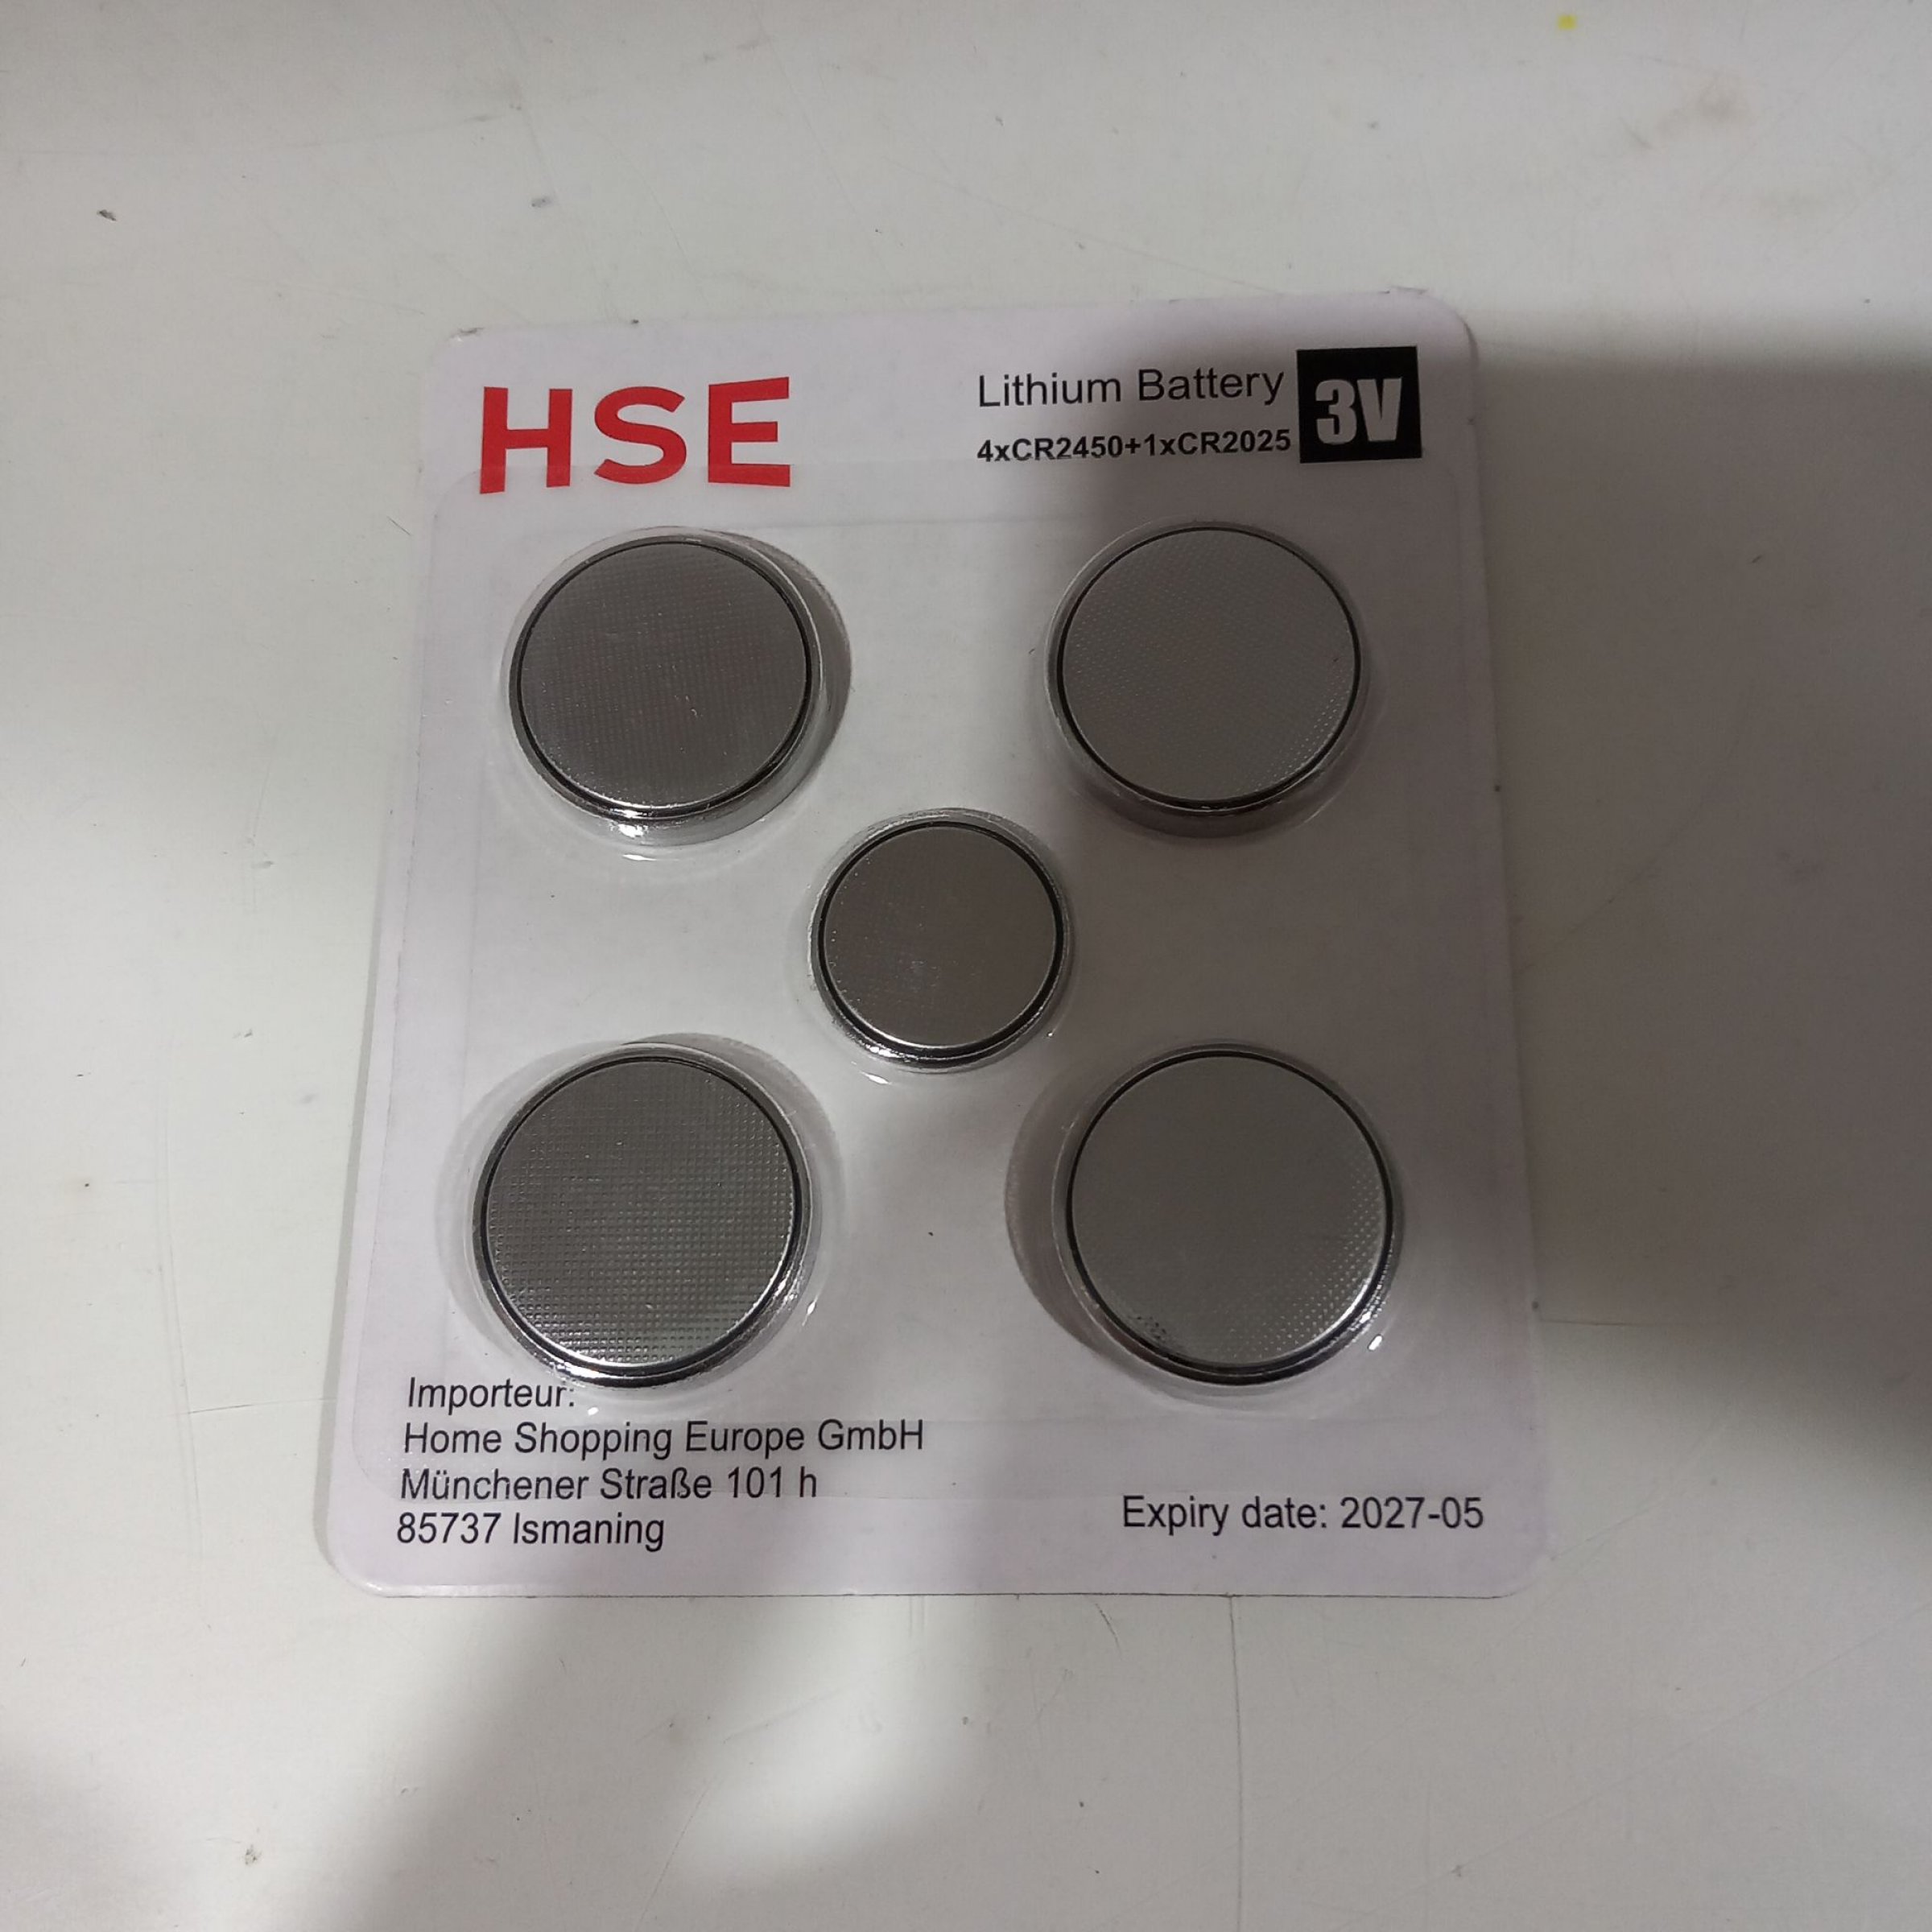 HSE
Lithium Battery
4xCR2450+1xCR2025
3V
Importeur:
Home Shopping Europe GmbH
Münchener Straße 101 h
85737 Ismaning
Expiry date: 2027-05